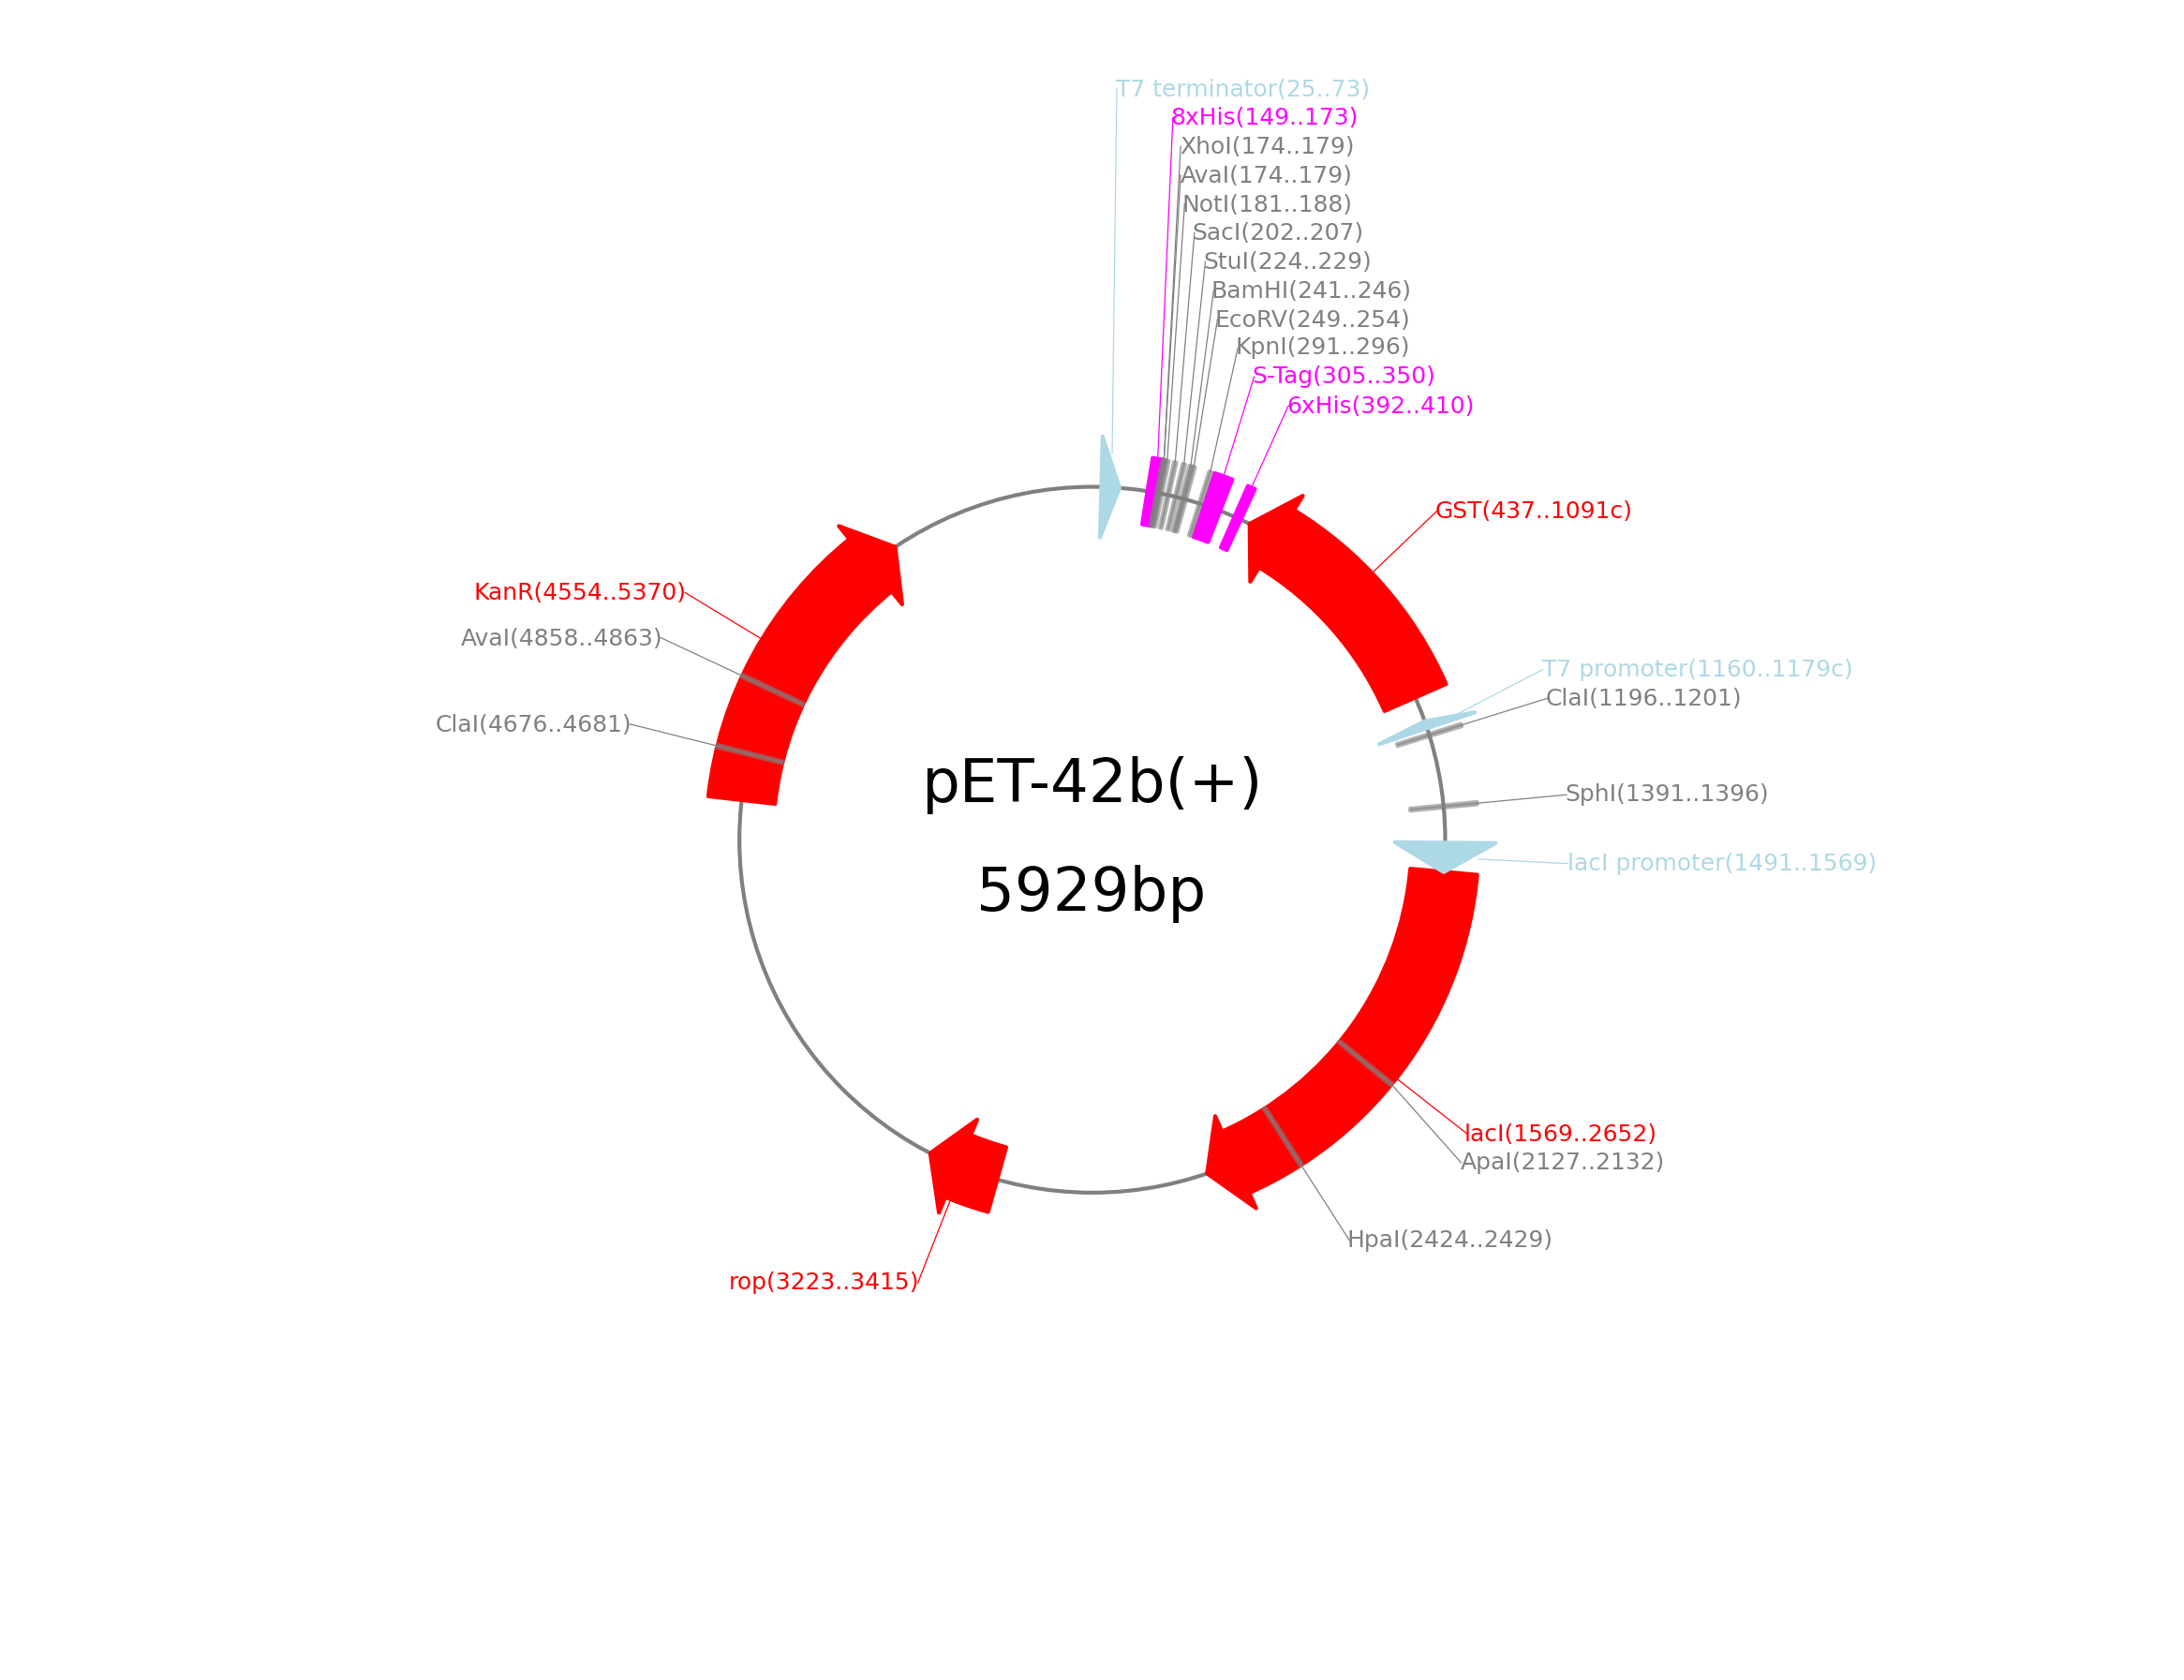 T7 terminator(25..73)
8xHis(149..173)
XhoI(174..179)
AvaI(174..179)
NotI(181..188)
SacI(202..207)
StuI(224..229)
BamHI(241..246)
EcoRV(249..254)
KpnI(291..296)
S-Tag(305..350)
6xHis(392..410)
GST(437..1091c)
KanR(4554..5370)
AvaI(4858..4863)
T7 promoter(1160..1179c)
ClaI(1196..1201)
ClaI(4676..4681)
pET-42b(+)
SphI(1391..1396)
lacI promoter(1491..1569)
5929bp
lacI(1569..2652)
ApaI(2127..2132)
HpaI(2424..2429)
rop(3223..3415)